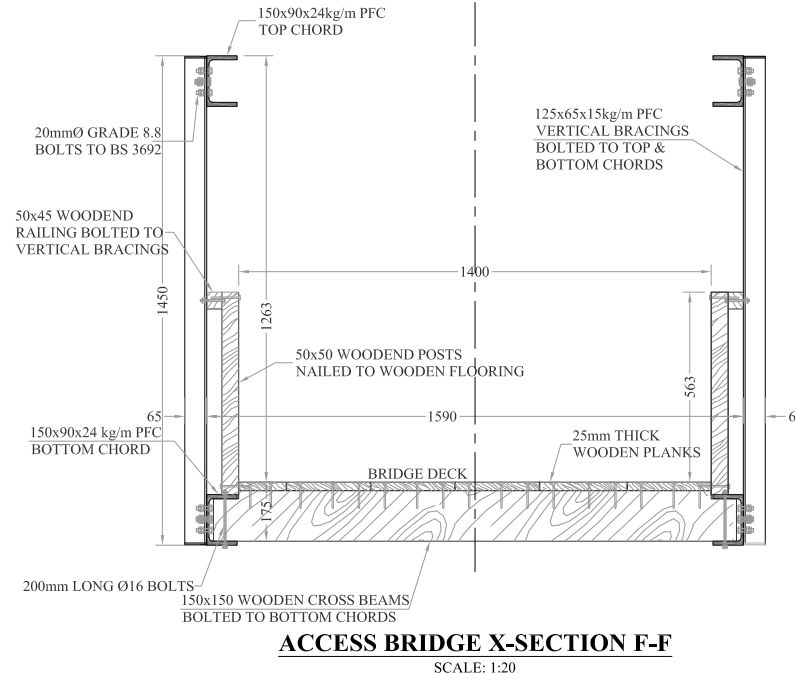 150x90x24kg/m PFC
TOP CHORD
125x65x15kg/m PFC
VERTICAL BRACINGS
BOLTED TO TOP &
BOTTOM CHORDS
20mmØ GRADE 8.8
BOLTS TO BS 3692
50x45 WOODEND
RAILING BOLTED TO
VERTICAL BRACINGS
1400
1450
1263
50x50 WOODEND POSTS
NAILED TO WOODEN FLOORING
563
65
1590
6
150x90x24 kg/m PFC
BOTTOM CHORD
25mm THICK
WOODEN PLANKS
BRIDGE DECK
175
200mm LONG Ø16 BOLTS
150x150 WOODEN CROSS BEAMS
BOLTED TO BOTTOM CHORDS
ACCESS BRIDGE X-SECTION F-F
SCALE: 1:20